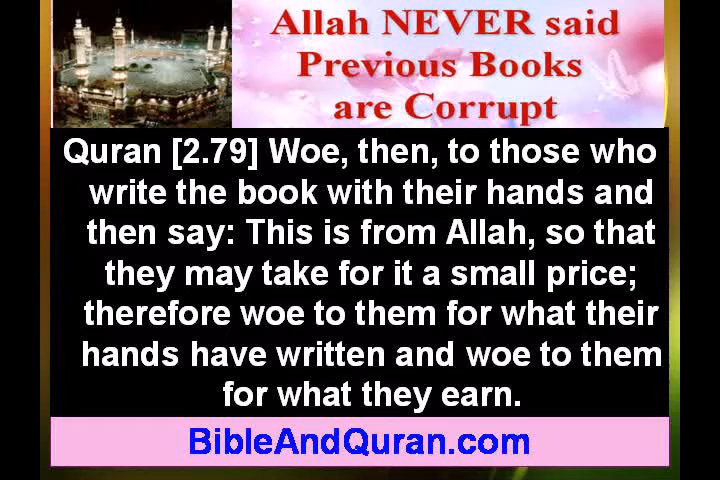 Allah NEVER said
Previous Books
are Corrupt
Quran [2.79] Woe, then, to those who
write the book with their hands and
then say: This is from Allah, so that
they may take for it a small price;
therefore woe to them for what their
hands have written and woe to them
for what they earn.
BibleAndQuran.com